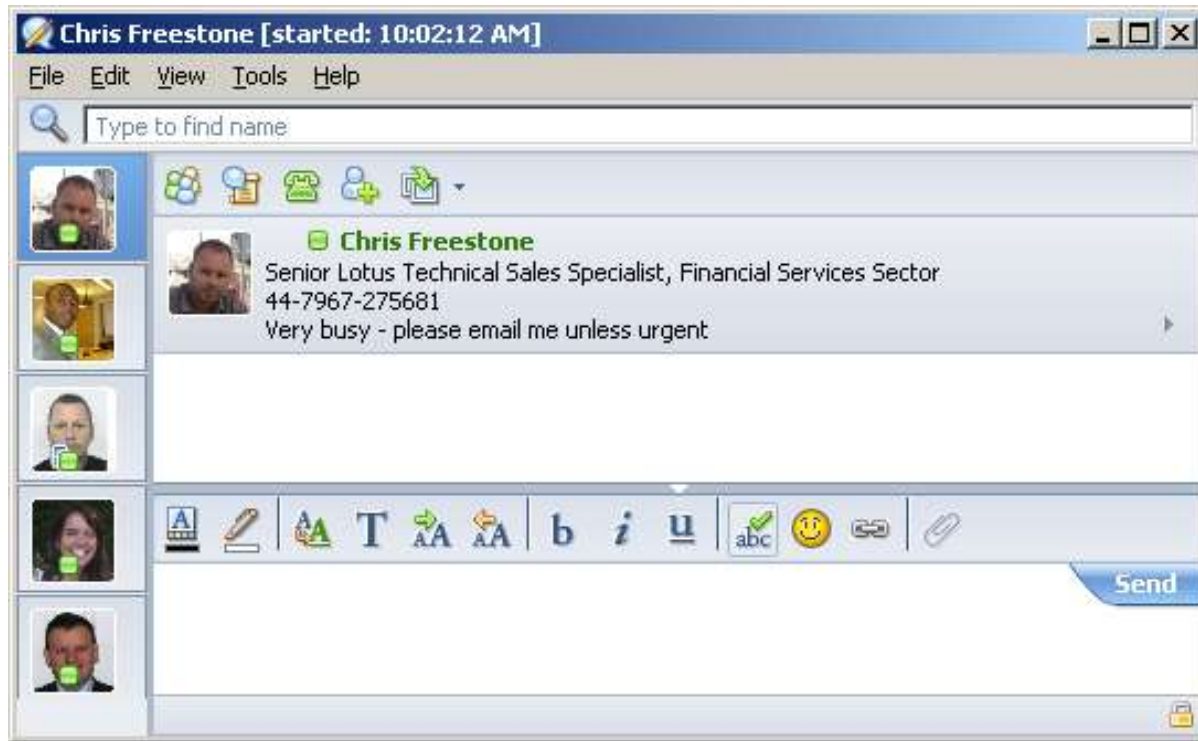 Chris Freestone [started: 10:02:12 AM]
File Edit View Tools Help
Type to find name
Chris Freestone
Senior Lotus Technical Sales Specialist, Financial Services Sector
44-7967-275681
Very busy - please email me unless urgent
A A A T A A A A b i u abc
Send